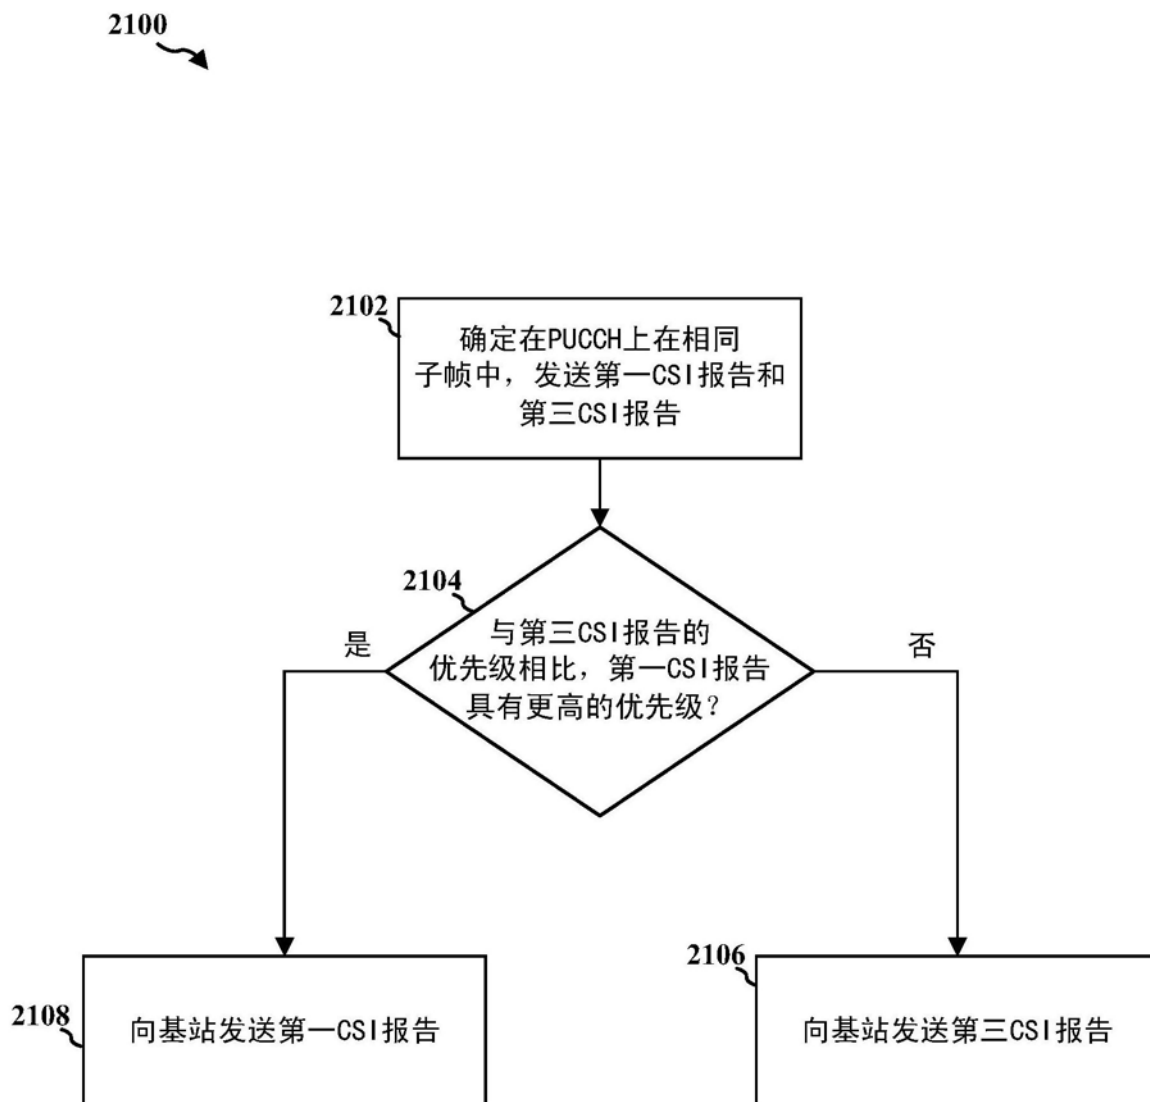 2100
2102
确定在PUCCH上在相同
子帧中，发送第一CSI报告和
第三CSI报告
2104
与第三CSI报告的
优先级相比，第一CSI报告
具有更高的优先级？
是
否
2108
向基站发送第一CSI报告
2106
向基站发送第三CSI报告